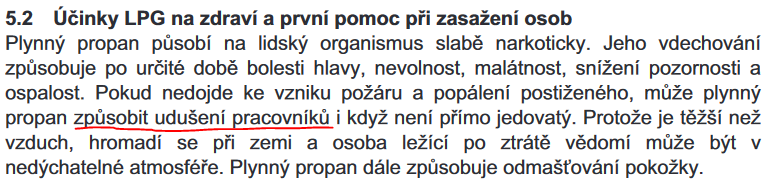 5.2 Účinky LPG na zdraví a první pomoc při zasažení osob
Plynný propan působí na lidský organismus slabě narkoticky. Jeho vdechování
způsobuje po určité době bolesti hlavy, nevolnost, malátnost, snížení pozornosti a
ospalost. Pokud nedojde ke vzniku požáru a popálení postiženého, může plynný
propan způsobit udušení pracovníků i když není přímo jedovatý. Protože je těžší než
vzduch, hromadí se při zemi a osoba ležící po ztrátě vědomí může být v
nedýchatelné atmosféře. Plynný propan dále způsobuje odmašťování pokožky.